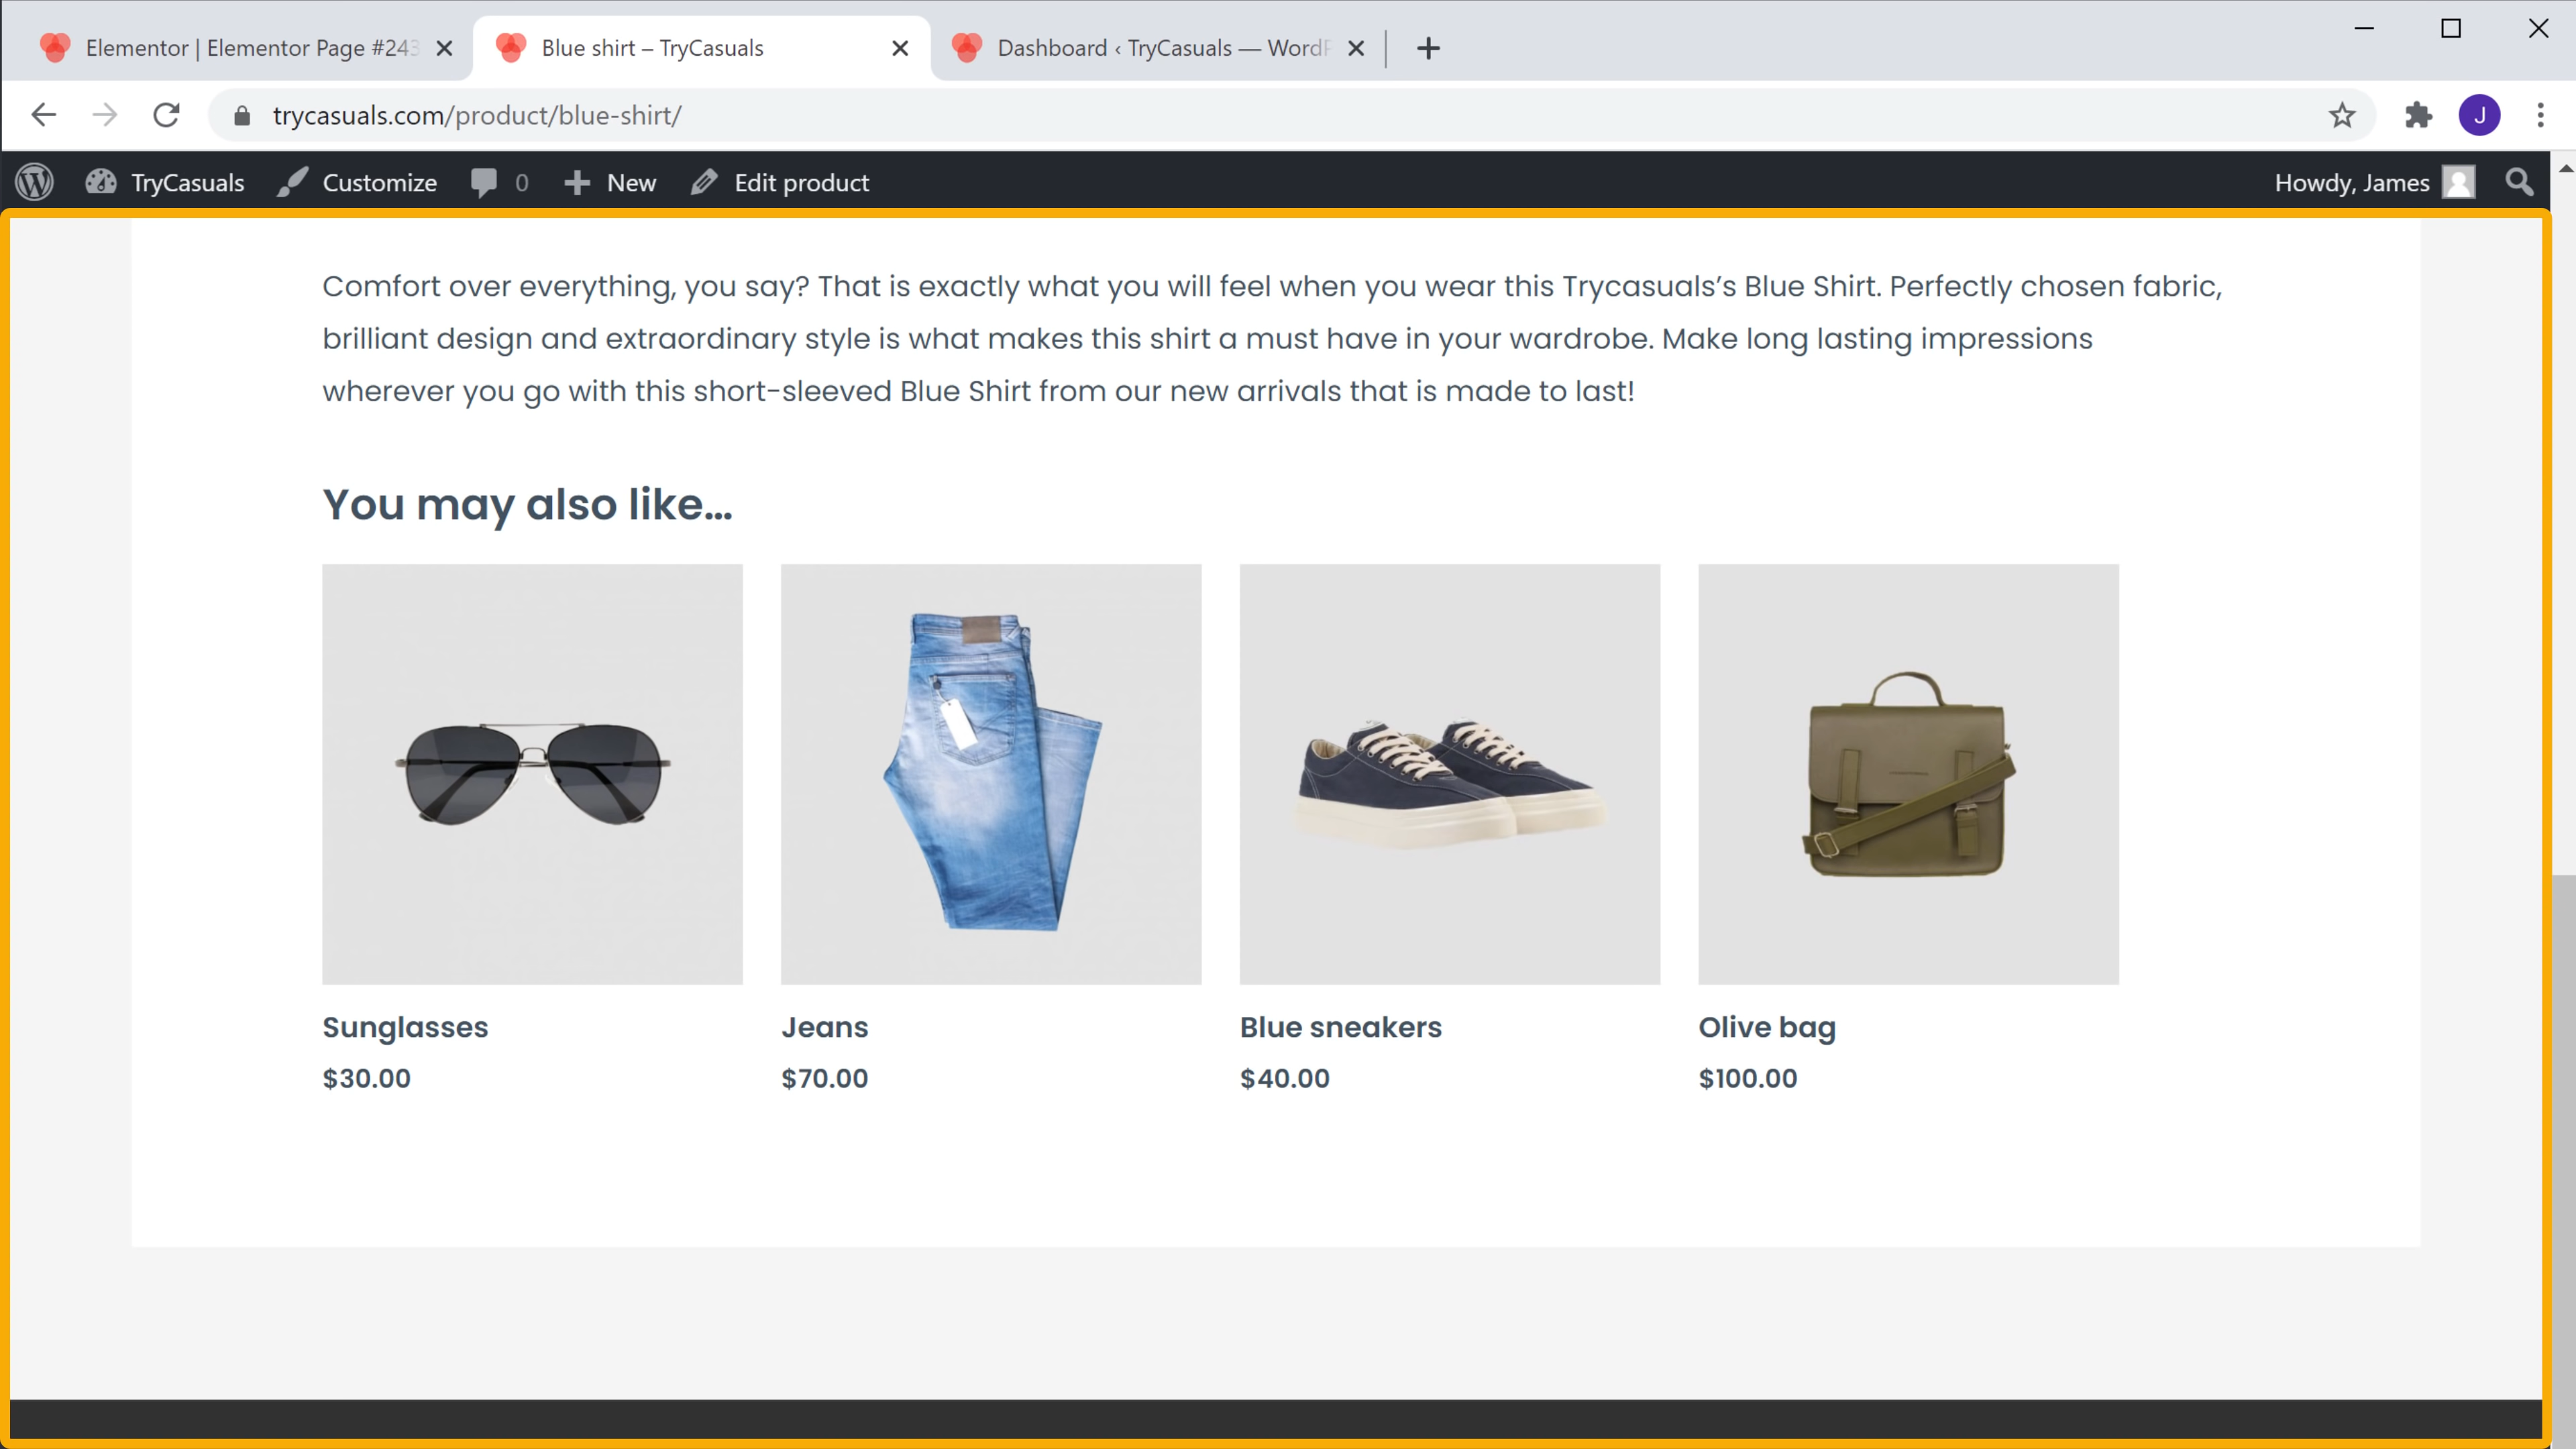 Elementor | Elementor Page #243
Blue shirt – TryCasuals
Dashboard ‹ TryCasuals — WordP
trycasuals.com/product/blue-shirt/
J
TryCasuals
Customize
0
New
Edit product
Howdy, James
Comfort over everything, you say? That is exactly what you will feel when you wear this Trycasuals’s Blue Shirt. Perfectly chosen fabric,
brilliant design and extraordinary style is what makes this shirt a must have in your wardrobe. Make long lasting impressions
wherever you go with this short-sleeved Blue Shirt from our new arrivals that is made to last!
You may also like…
Sunglasses
$30.00
Jeans
$70.00
Blue sneakers
$40.00
Olive bag
$100.00